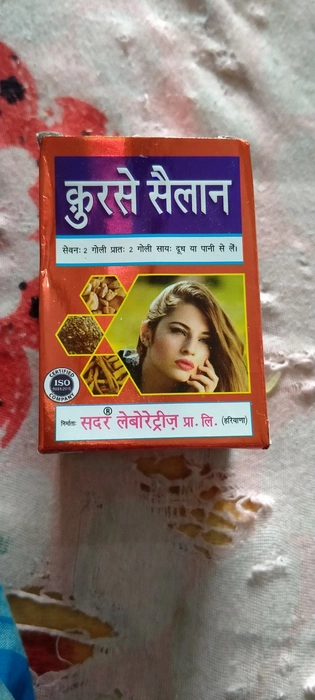 क़ुरसे सैलान
सेवन: 2 गोली प्रातः 2 गोली सायः दूध या पानी से लें।
CERTIFIED
ISO
COMPANY
निर्माता: सदर® लेबोरेट्रीज़ प्रा. लि. (हरियाणा)